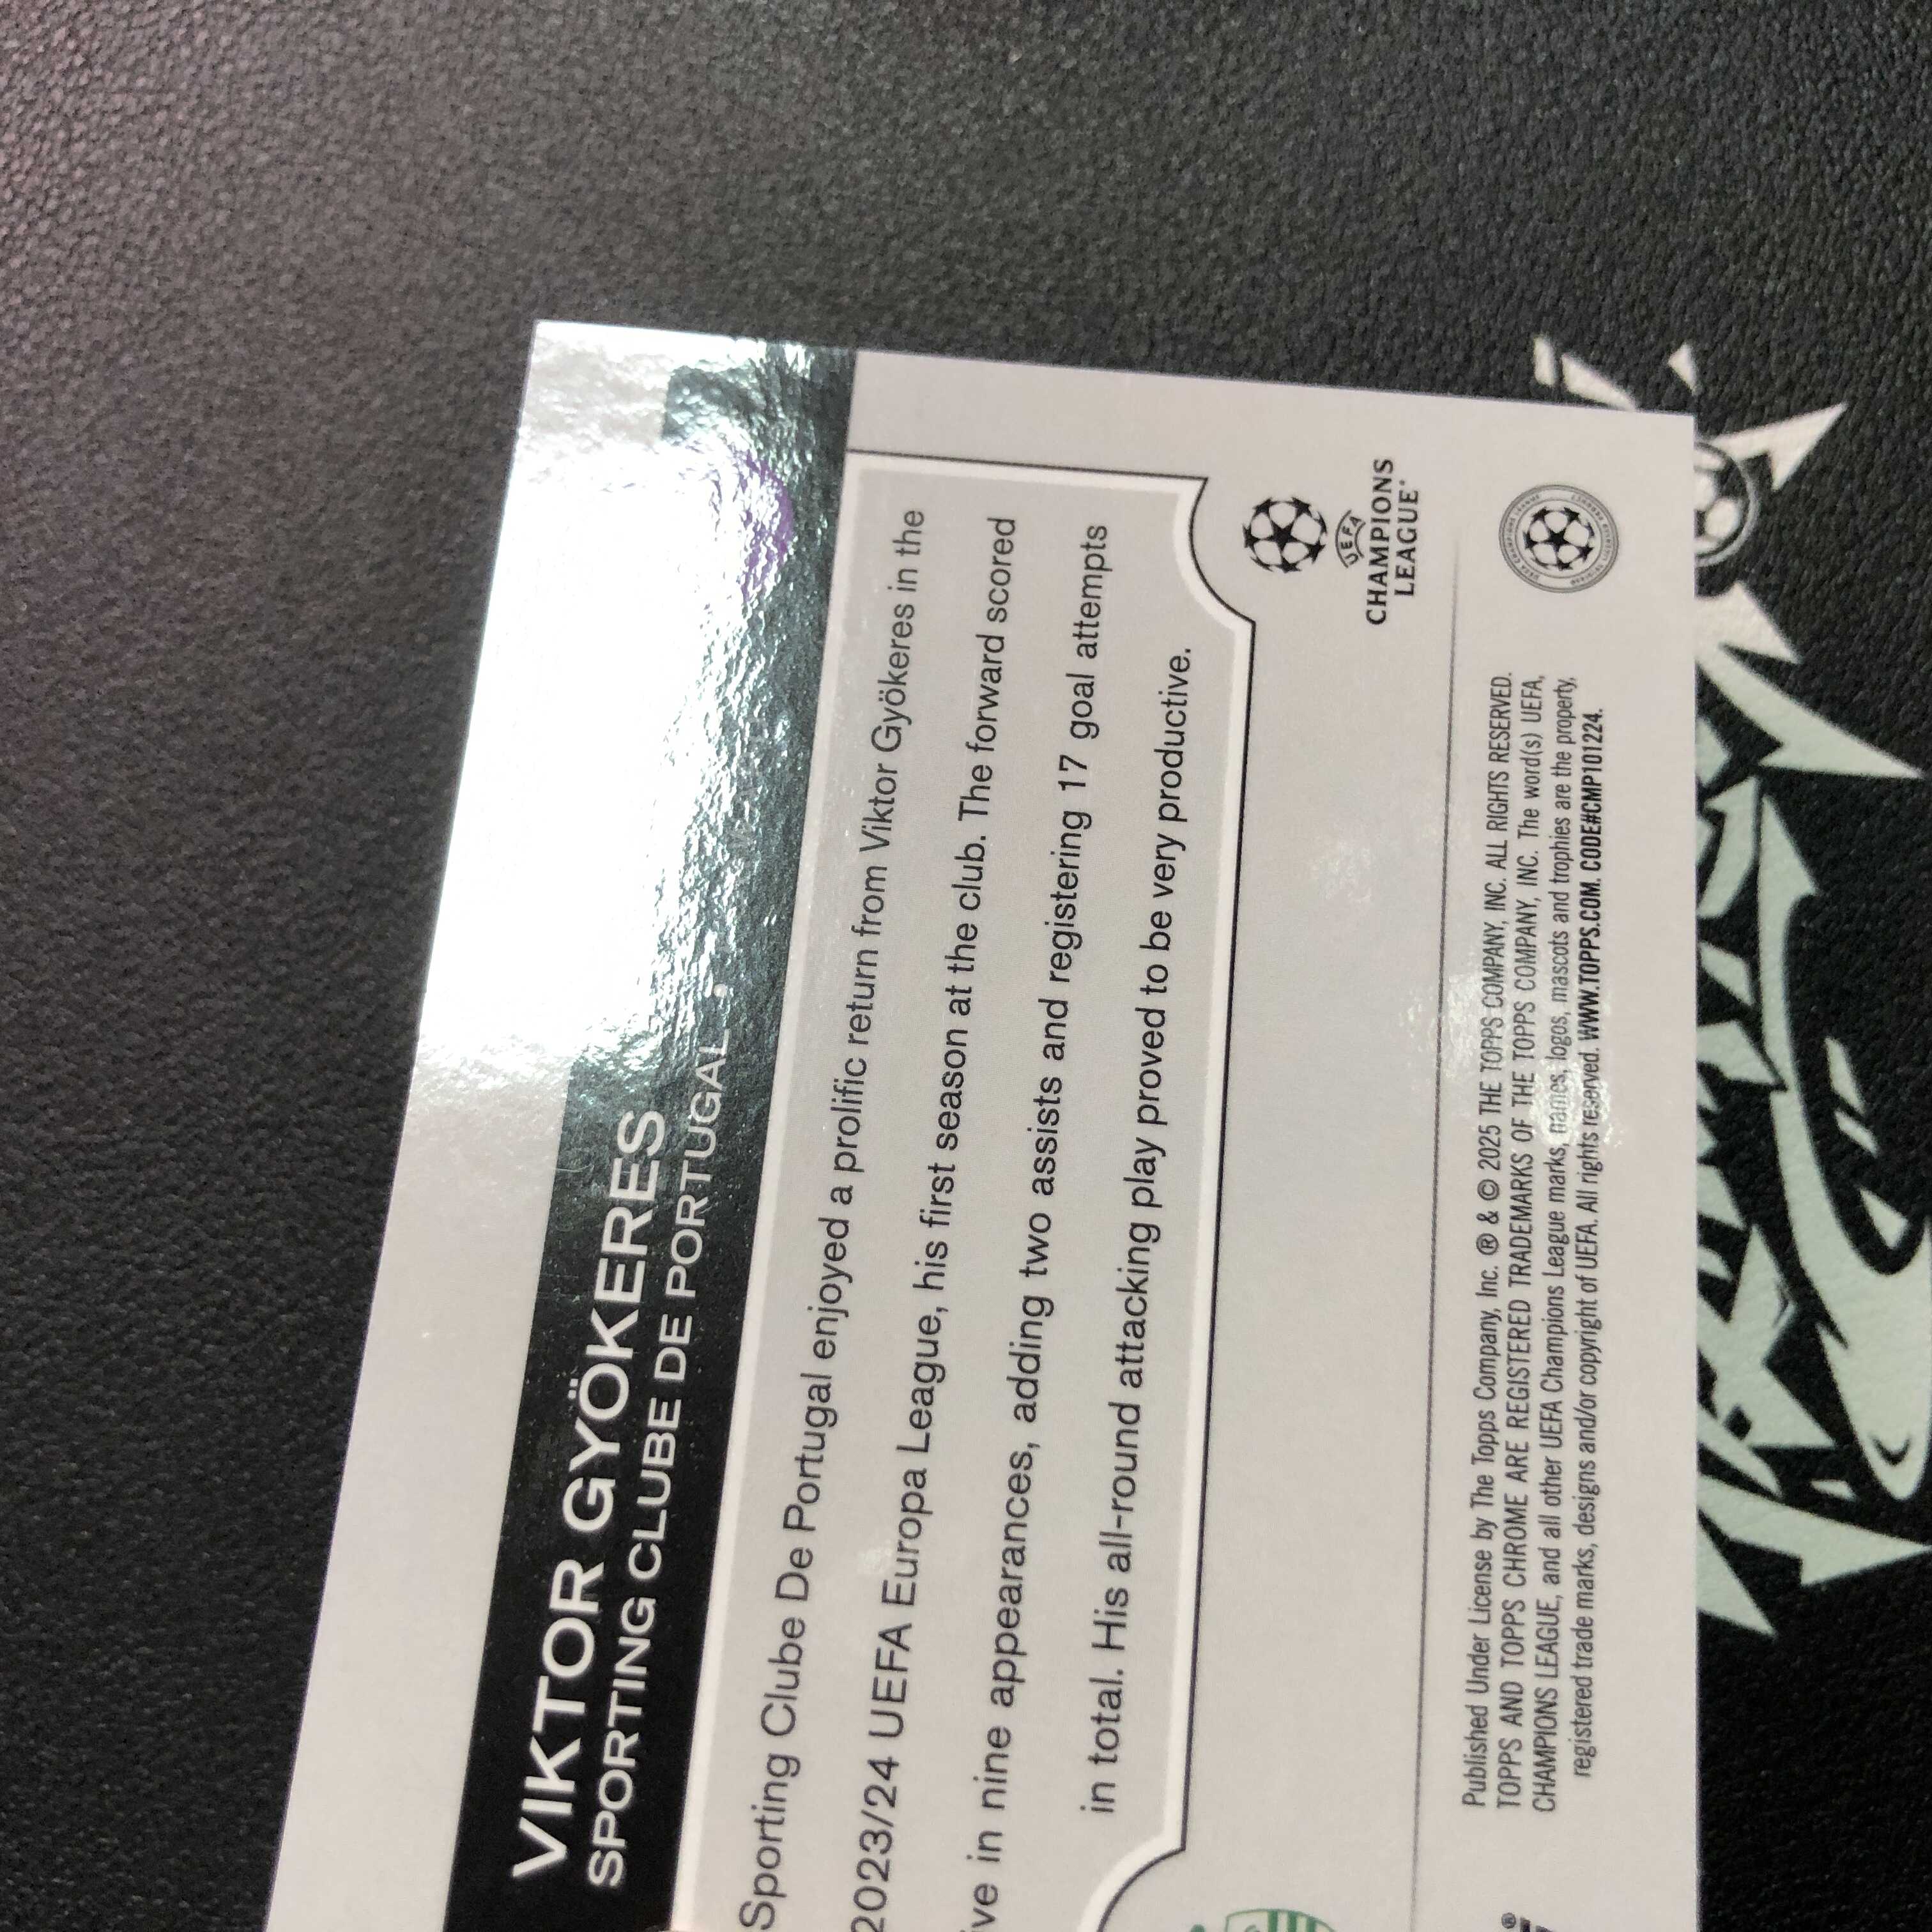 VIKTOR GYÖKERES
SPORTING CLUBE DE PORTUGAL •
Sporting Clube De Portugal enjoyed a prolific return from Viktor Gyökeres in the
2023/24 UEFA Europa League, his first season at the club. The forward scored
in nine appearances, adding two assists and registering 17 goal attempts
in total. His all-round attacking play proved to be very productive.
UEFA
CHAMPIONS
LEAGUE®
Published Under License by The Topps Company, Inc. ® & © 2025 THE TOPPS COMPANY, INC. ALL RIGHTS RESERVED.
TOPPS AND TOPPS CHROME ARE REGISTERED TRADEMARKS OF THE TOPPS COMPANY, INC. The word(s) UEFA,
CHAMPIONS LEAGUE, and all other UEFA Champions League marks, names, logos, mascots and trophies are the property,
registered trade marks, designs and/or copyright of UEFA. All rights reserved. WWW.TOPPS.COM. CODE#CMP101224.